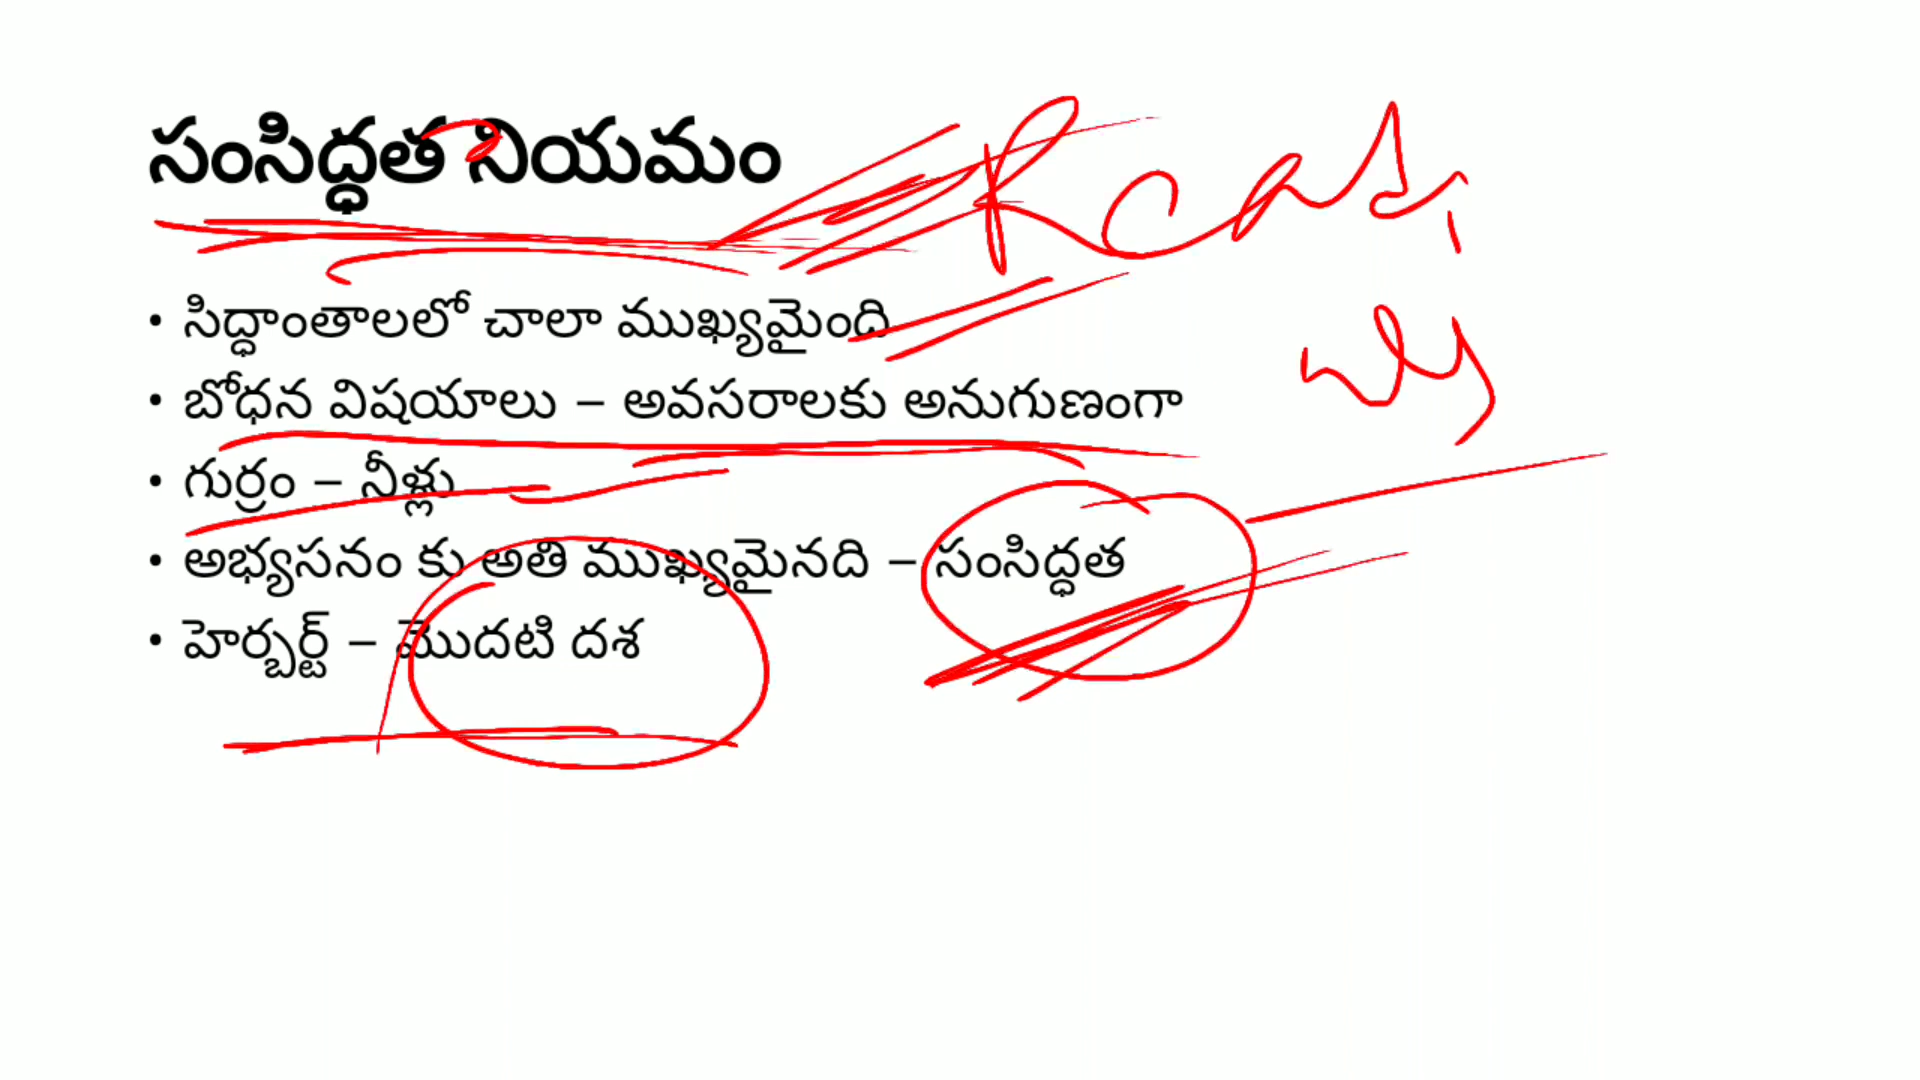 సంసిద్ధత నియమం
• సిద్ధాంతాలలో చాలా ముఖ్యమైంది
• బోధన విషయాలు – అవసరాలకు అనుగుణంగా
• గుర్రం – నీళ్లు
• అభ్యసనం కు అతి ముఖ్యమైనది – సంసిద్ధత
• హెర్బర్ట్ – మొదటి దశ